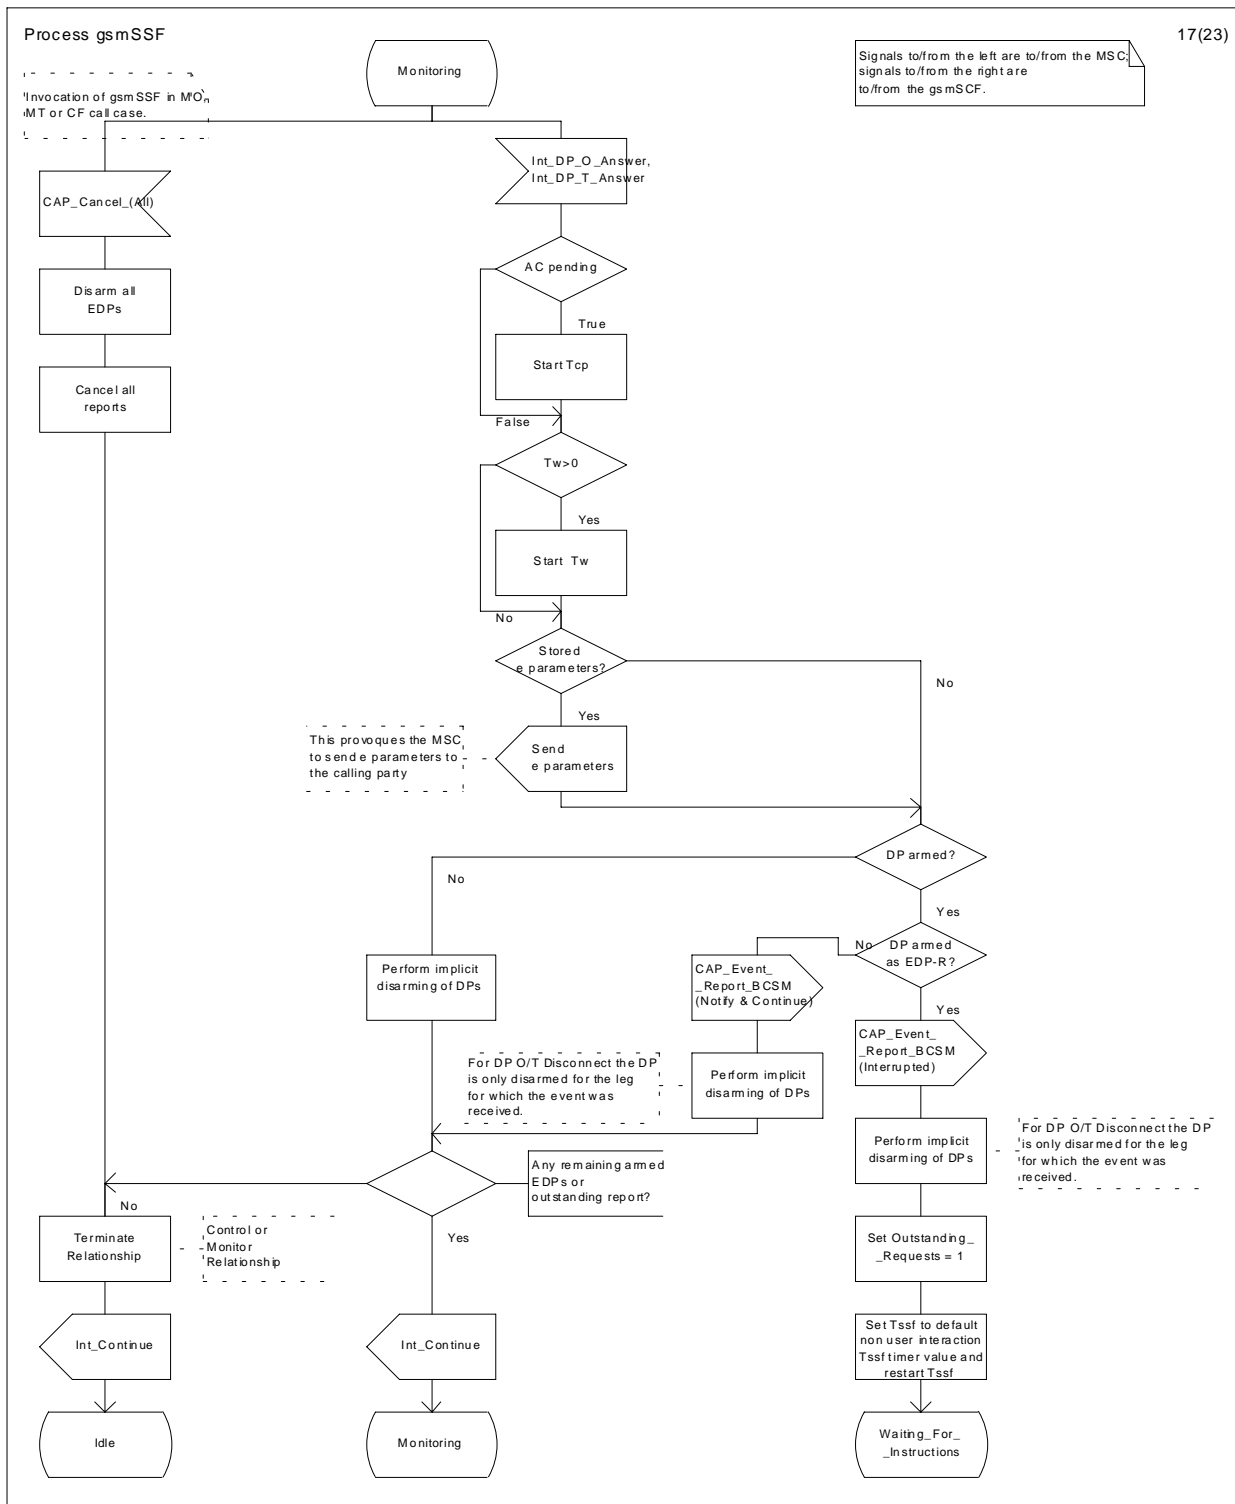 Process gsmSSF
17(23)
Signals to/from the left are to/from the MSC;
signals to/from the right are
to/from the gsmSCF.
Monitoring
Invocation of gsmSSF in MO,
MT or CF call case.
Int_DP_O_Answer,
Int_DP_T_Answer
CAP_Cancel_(All)
AC pending
Disarm all
EDPs
True
Start Tcp
Cancel all
reports
False
Tw>0
Yes
Start Tw
No
Stored
e parameters?
No
Yes
This provoques the MSC
to send e parameters to
the calling party
Send
e parameters
DP armed?
No
Yes
No
DP armed
as EDP-R?
Perform implicit
disarming of DPs
CAP_Event_
_Report_BCSM
(Notify & Continue)
Yes
CAP_Event_
_Report_BCSM
(Interrupted)
For DP O/T Disconnect the DP
is only disarmed for the leg
for which the event was
received.
Perform implicit
disarming of DPs
Perform implicit
disarming of DPs
For DP O/T Disconnect the DP
is only disarmed for the leg
for which the event was
received.
Any remaining armed
EDPs or
outstanding report?
No
Yes
Terminate
Relationship
Control or
Monitor
Relationship
Set Outstanding_
_Requests = 1
Int_Continue
Int_Continue
Set Tssf to default
non user interaction
Tssf timer value and
restart Tssf
Idle
Monitoring
Waiting_For_
_Instructions